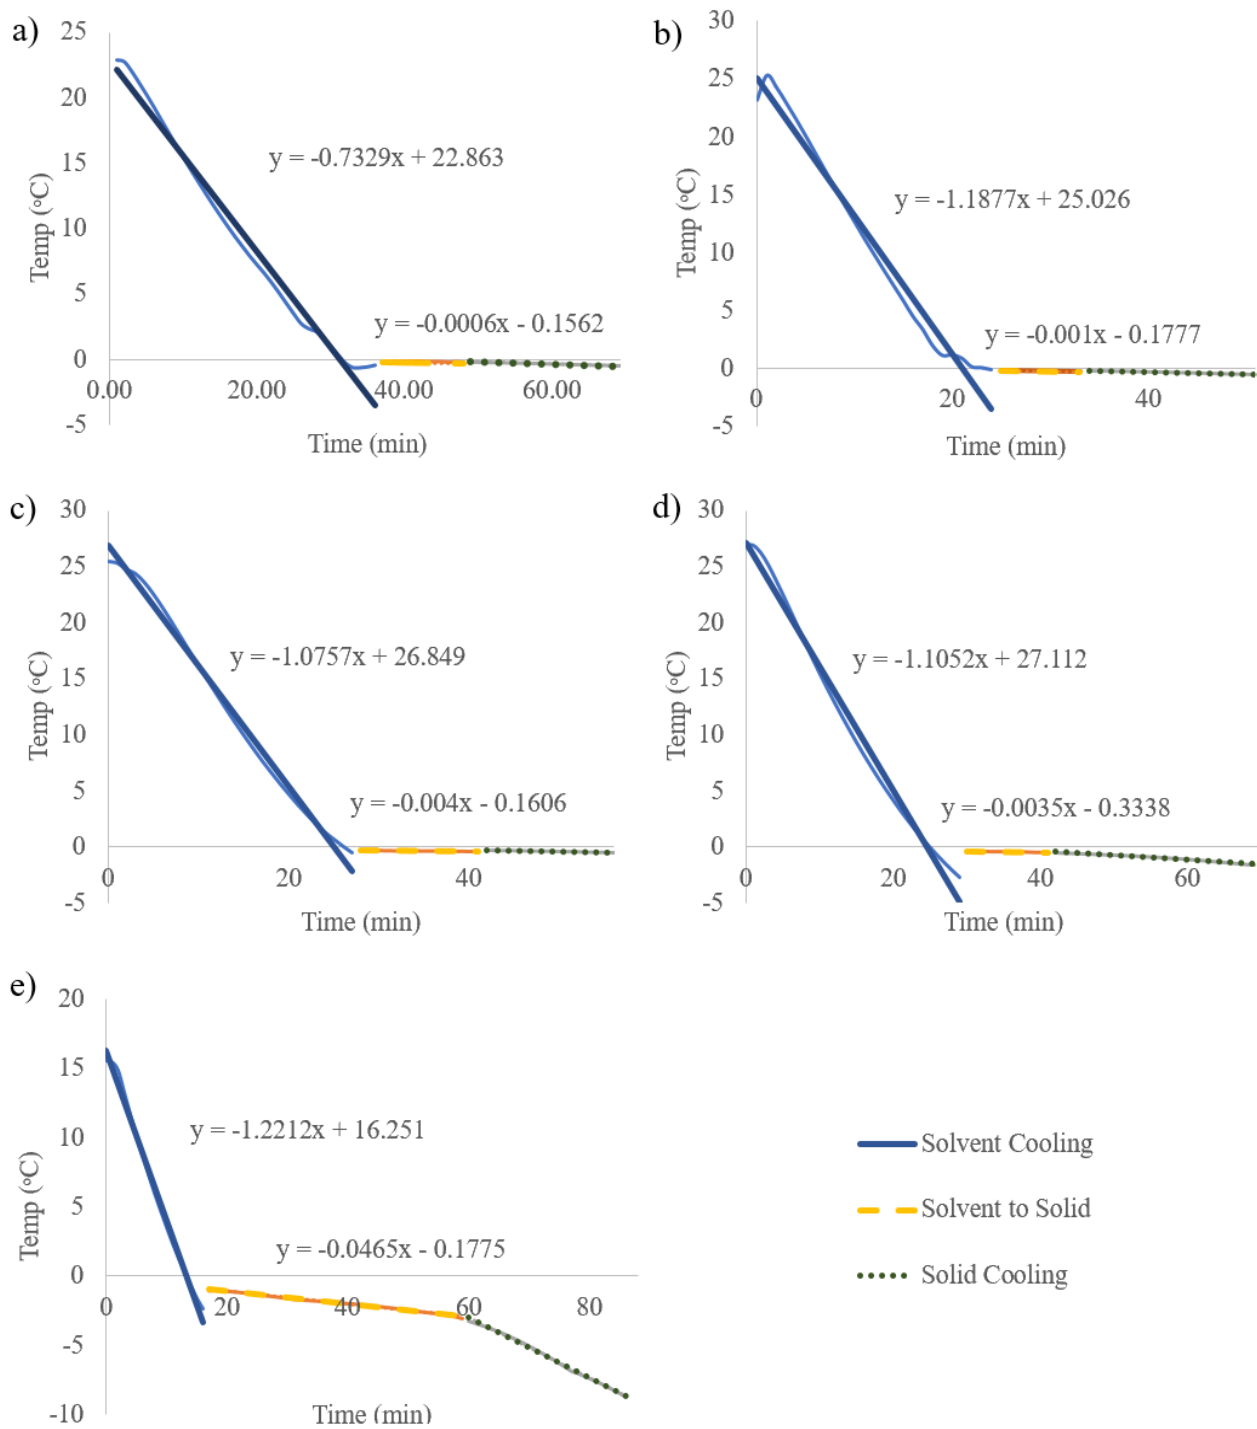 a)
25
20
15
10
5
0
-5
Temp (°C)
y = -0.7329x + 22.863
y = -0.0006x - 0.1562
0.00 20.00 40.00 60.00
Time (min)
b)
30
25
20
15
10
5
0
-5
Temp (°C)
y = -1.1877x + 25.026
y = -0.001x - 0.1777
0 20 40
Time (min)
c)
30
25
20
15
10
5
0
-5
Temp (°C)
y = -1.0757x + 26.849
y = -0.004x - 0.1606
0 20 40
Time (min)
d)
30
25
20
15
10
5
0
-5
Temp (°C)
y = -1.1052x + 27.112
y = -0.0035x - 0.3338
0 20 40 60
Time (min)
e)
20
15
10
5
0
-5
-10
Temp (°C)
y = -1.2212x + 16.251
y = -0.0465x - 0.1775
0 20 40 60 80
Time (min)
Solvent Cooling
Solvent to Solid
Solid Cooling